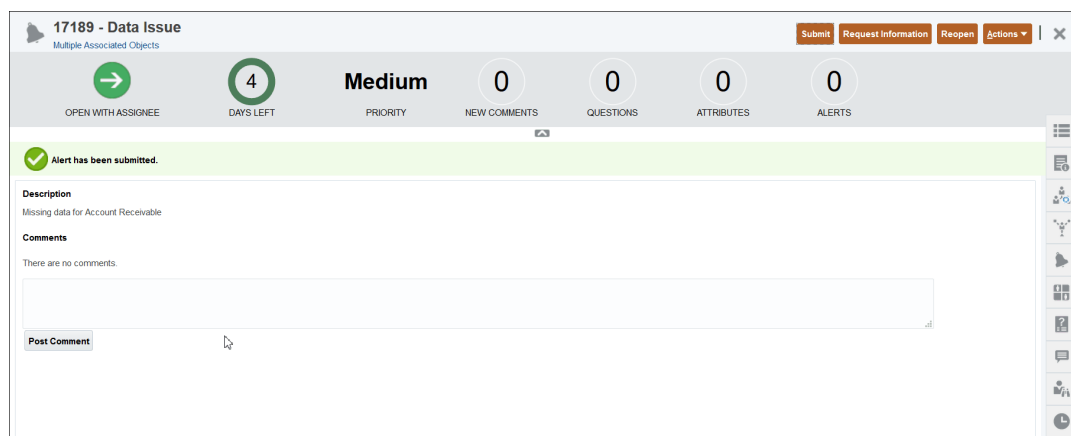 17189 - Data Issue
Multiple Associated Objects
Submit
Request Information
Reopen
Actions
4
Medium
0
0
0
0
OPEN WITH ASSIGNEE
DAYS LEFT
PRIORITY
NEW COMMENTS
QUESTIONS
ATTRIBUTES
ALERTS
Alert has been submitted.
Description
Missing data for Account Receivable
Comments
There are no comments.
Post Comment